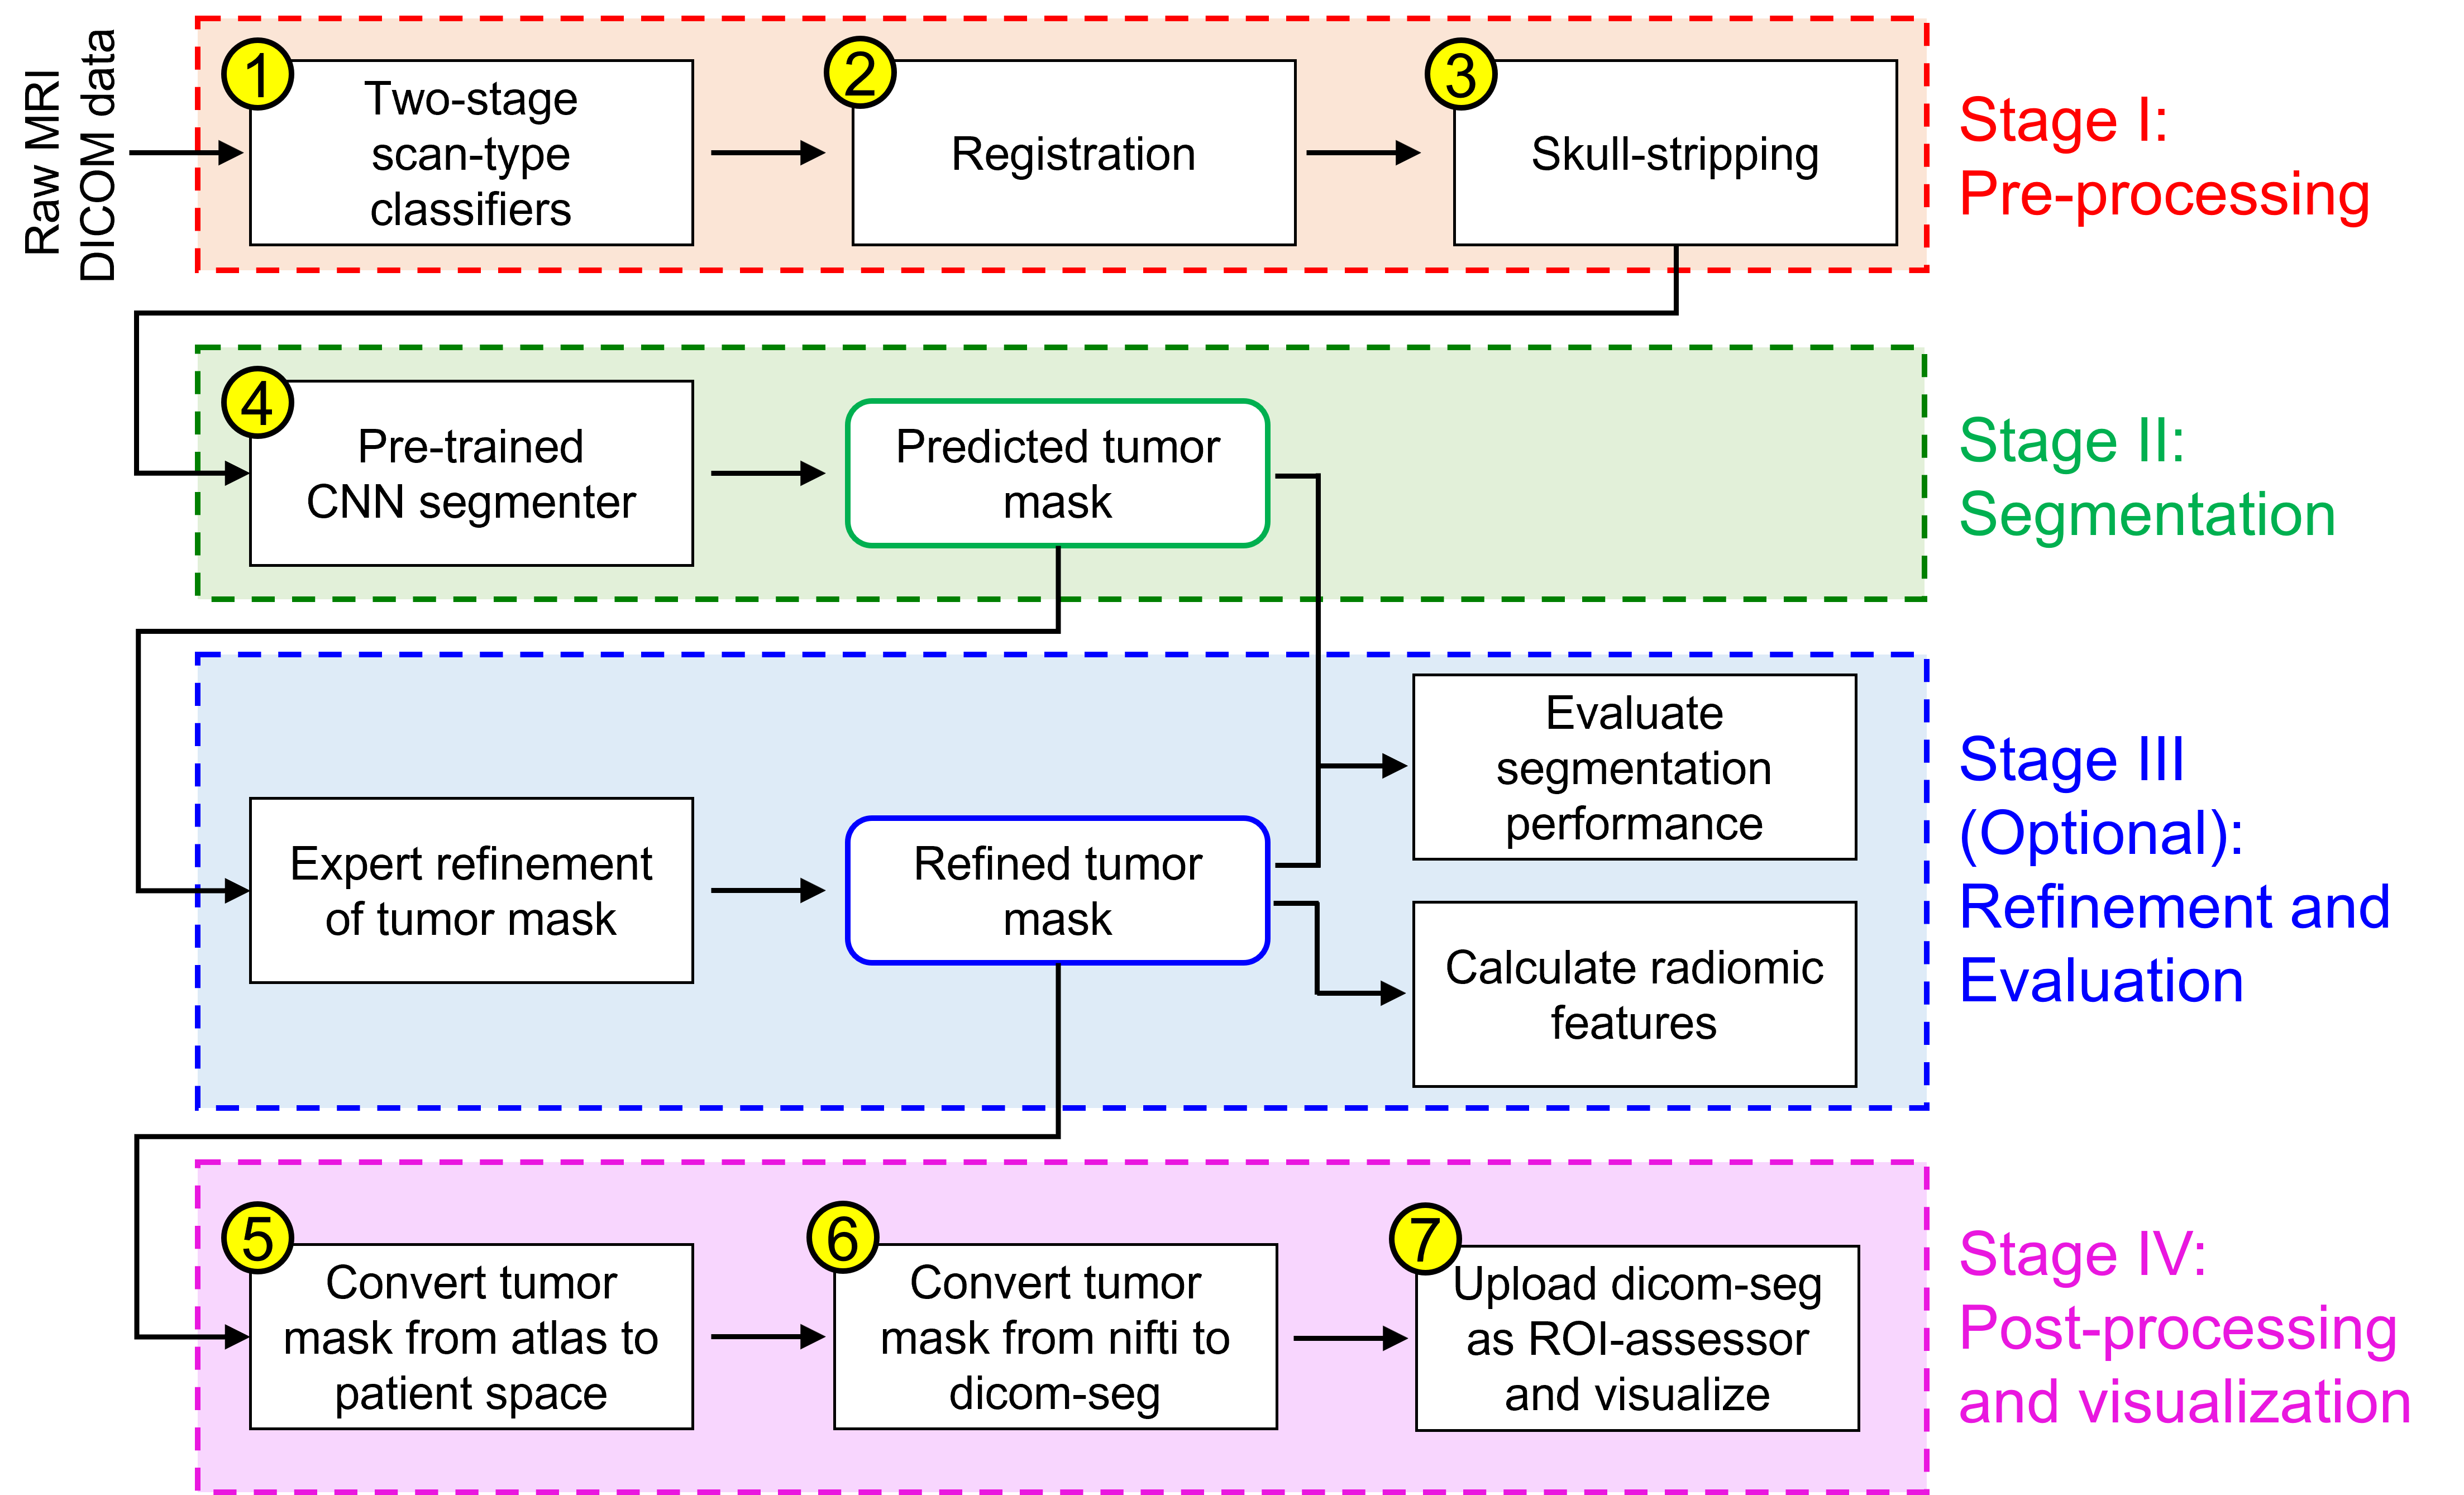 Raw MRI
DICOM data
1
Two-stage
scan-type
classifiers
2
Registration
3
Skull-stripping
Stage I:
Pre-processing
4
Pre-trained
CNN segmenter
Predicted tumor
mask
Stage II:
Segmentation
Expert refinement
of tumor mask
Refined tumor
mask
Evaluate
segmentation
performance
Calculate radiomic
features
Stage III
(Optional):
Refinement and
Evaluation
5
Convert tumor
mask from atlas to
patient space
6
Convert tumor
mask from nifti to
dicom-seg
7
Upload dicom-seg
as ROI-assessor
and visualize
Stage IV:
Post-processing
and visualization